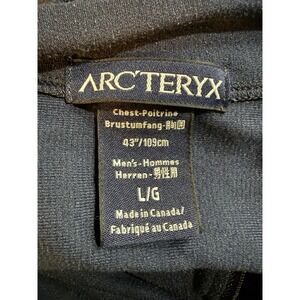 ARC'TERYX
Chest-Poitrine
Brustumfang-胸囲
43"/109cm
Men's-Hommes
Herren-男性用
L/G
Made in Canada/
Fabriqué au Canada